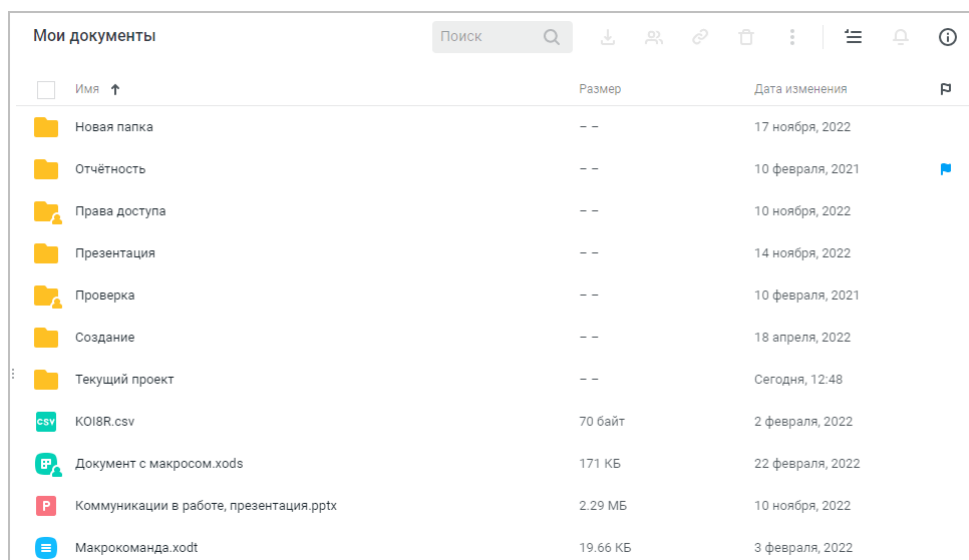 Мои документы Поиск
Имя Размер Дата изменения
Новая папка – – 17 ноября, 2022
Отчётность – – 10 февраля, 2021
Права доступа – – 10 ноября, 2022
Презентация – – 14 ноября, 2022
Проверка – – 10 февраля, 2021
Создание – – 18 апреля, 2022
Текущий проект – – Сегодня, 12:48
csv KOI8R.csv 70 байт 2 февраля, 2022
Документ с макросом.xods 171 КБ 22 февраля, 2022
P Коммуникации в работе, презентация.pptx 2.29 МБ 10 ноября, 2022
Макрокоманда.xodt 19.66 КБ 3 февраля, 2022